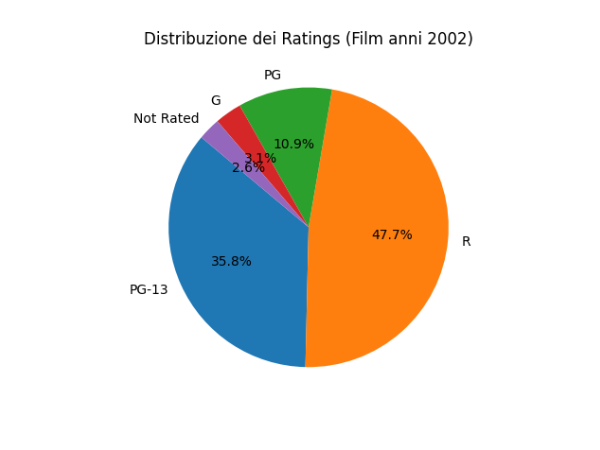 Distribuzione dei Ratings (Film anni 2002)
PG
G
Not Rated
10.9%
3.1%
2.6%
47.7%
R
35.8%
PG-13